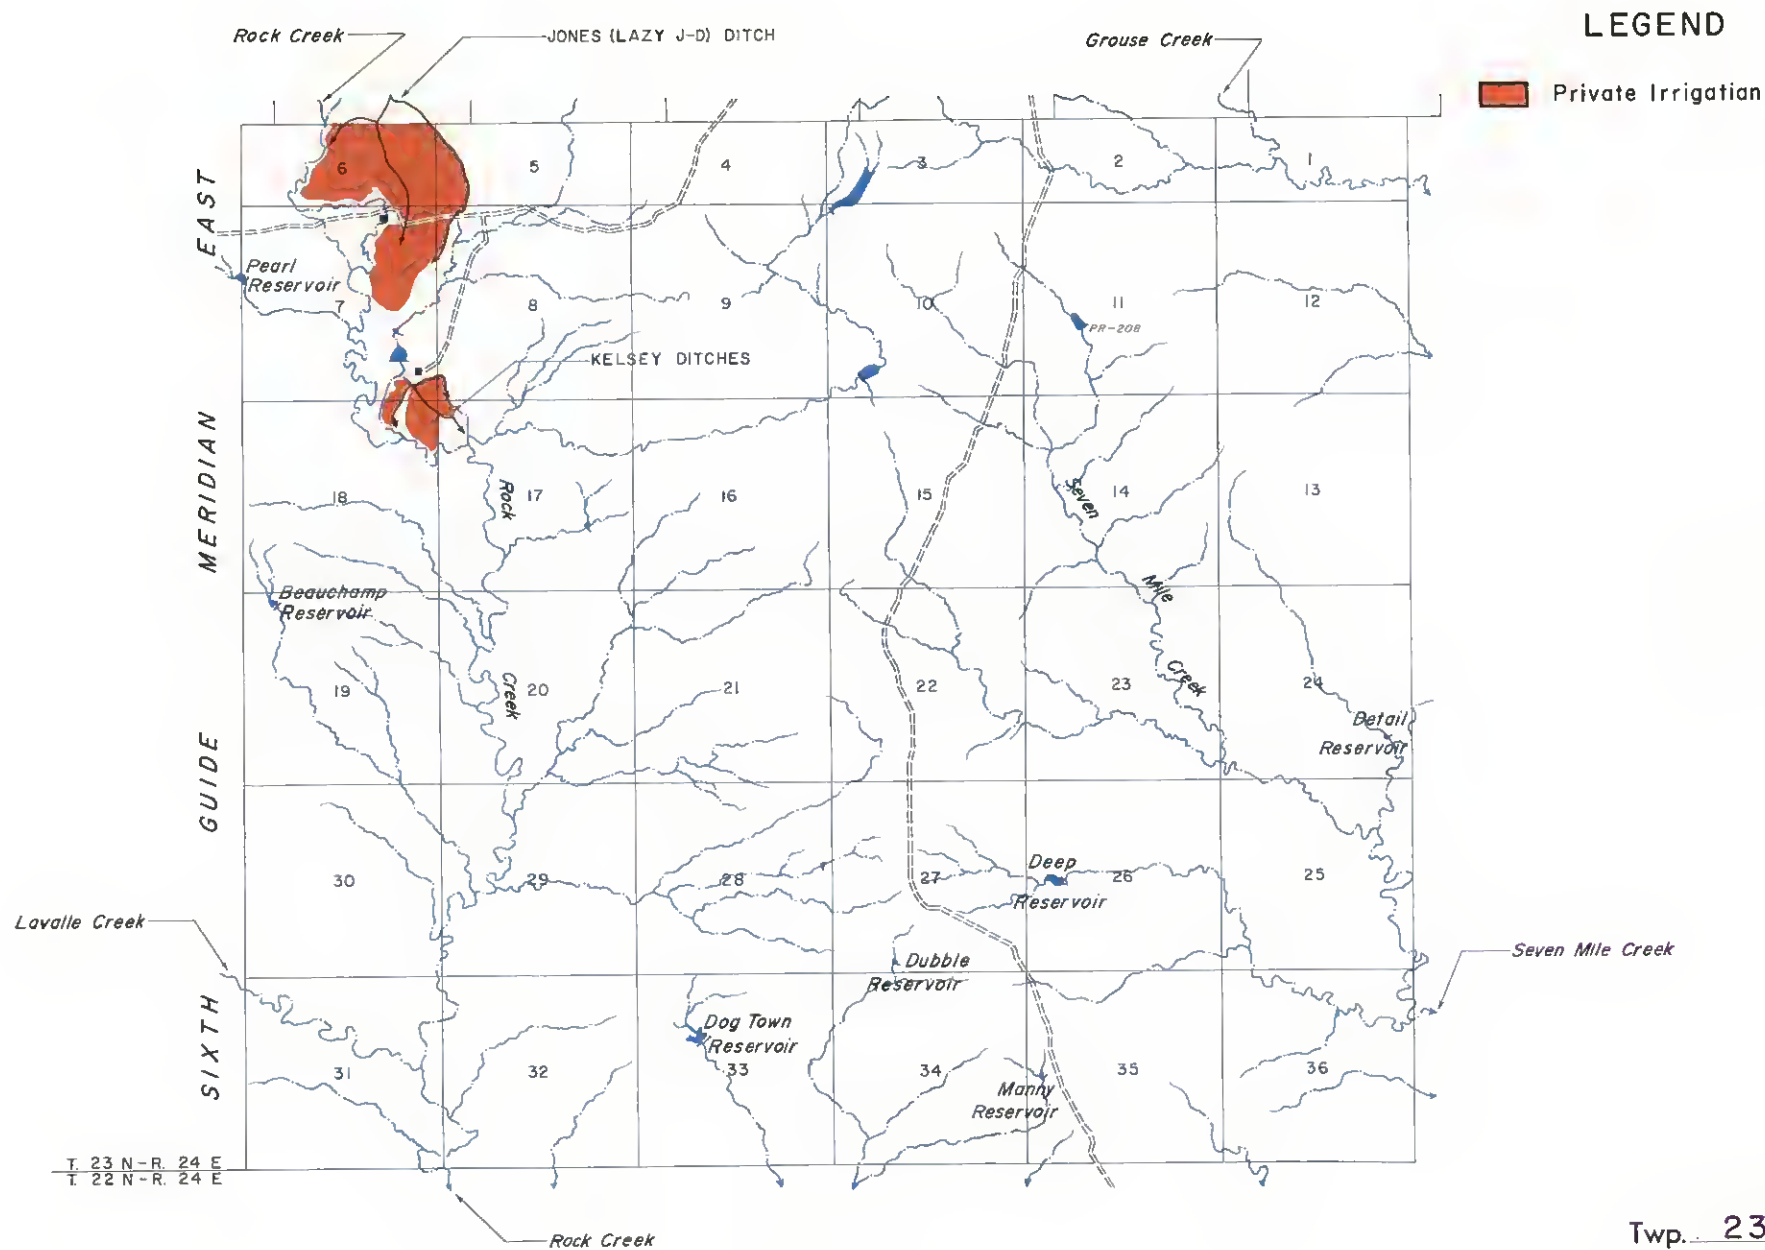 LEGEND
Rock Creek
JONES (LAZY J-D) DITCH
Grouse Creek
Private Irrigation
6
5
4
3
2
1
EAST
Pearl
Reservoir
7
8
9
10
11
12
PR-208
KELSEY DITCHES
MERIDIAN
18
Rock
17
16
15
Seven
14
13
Beauchamp
Reservoir
Mile
19
Creek
20
21
22
23
Creek
24
Detail
Reservoir
GUIDE
30
29
28
27
Deep
Reservoir
26
25
Lavalle Creek
Seven Mile Creek
Dubble
Reservoir
SIXTH
Dog Town
Reservoir
31
32
33
34
Manny
Reservoir
35
36
T. 23 N-R. 24 E
T. 22 N-R. 24 E
Rock Creek
Twp. 23